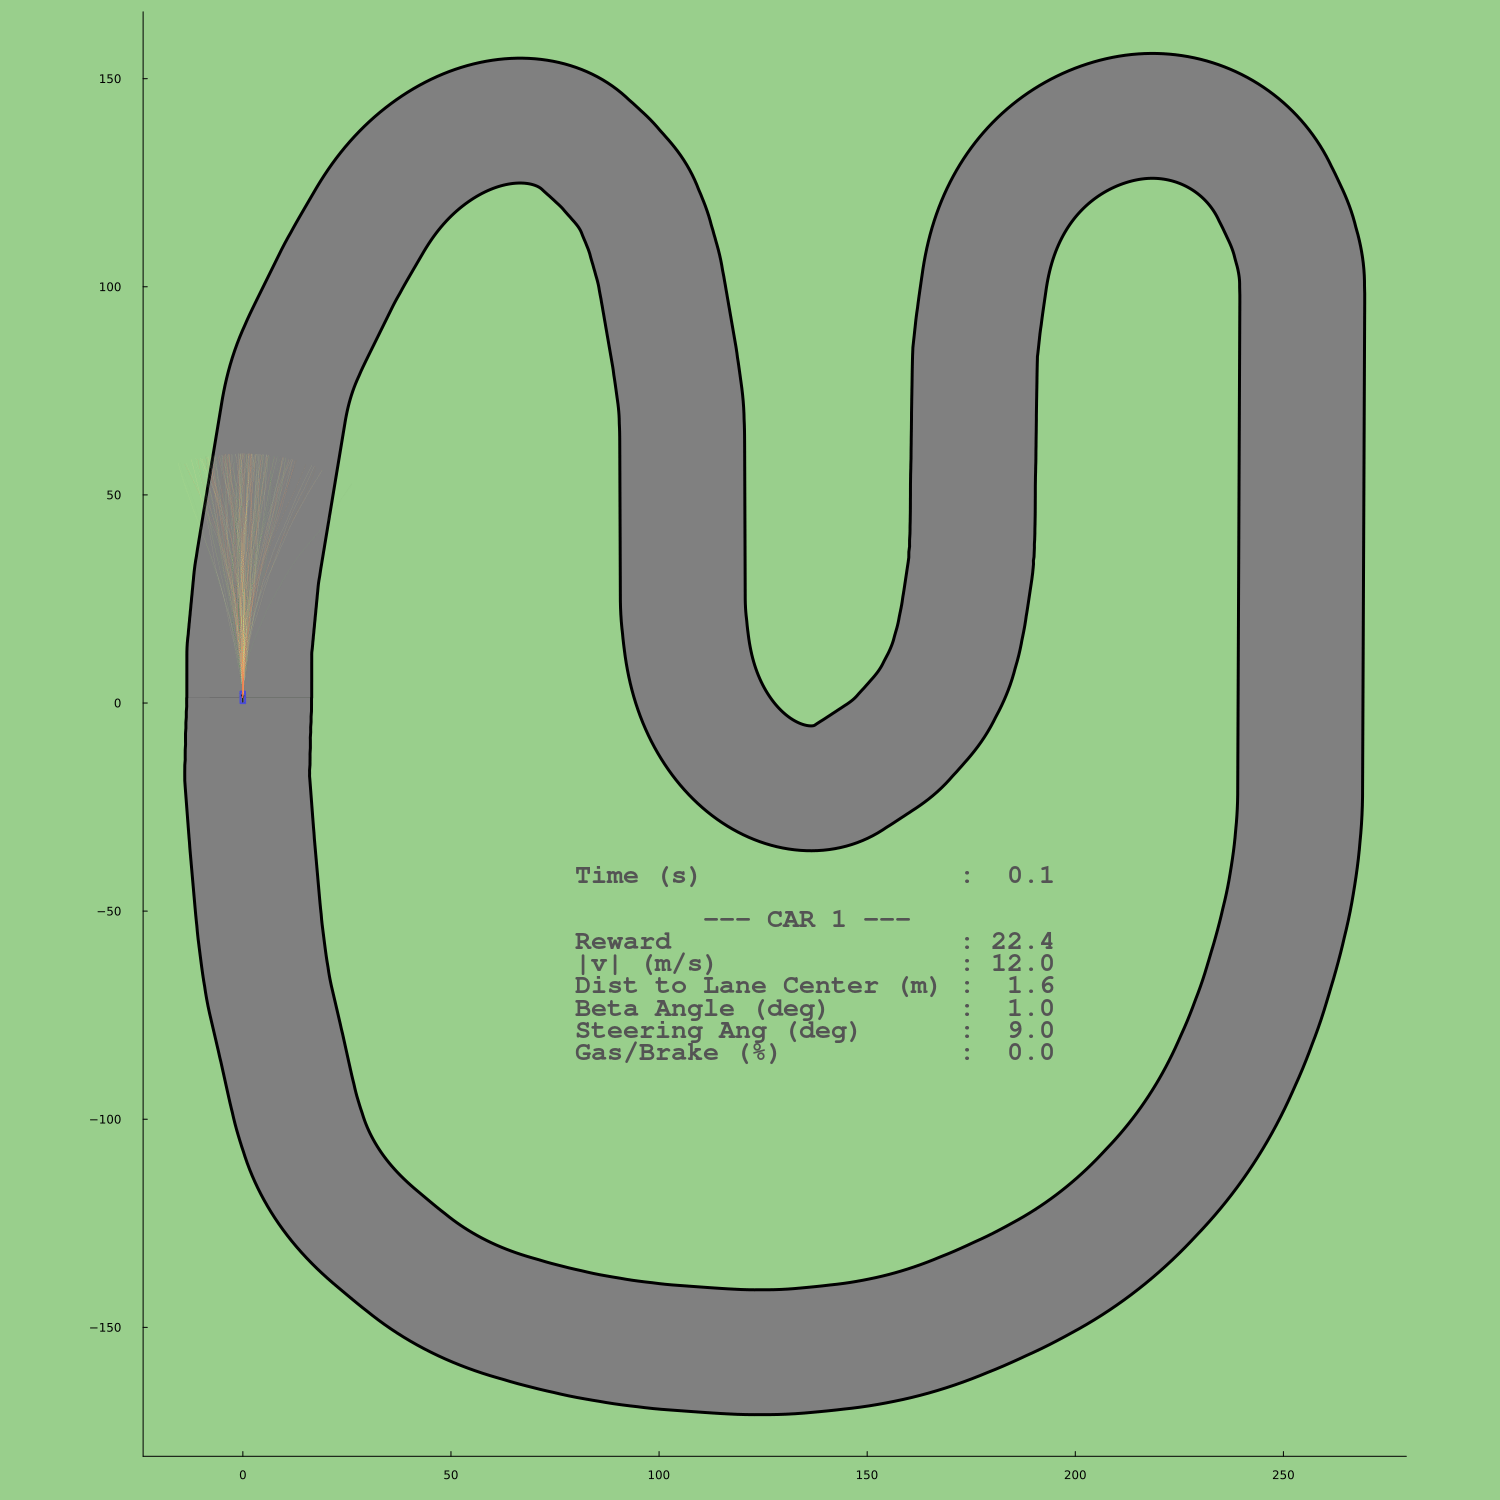 150
100
50
0
−50
−100
−150
Time (s) : 0.1
--- CAR 1 ---
Reward : 22.4
|v| (m/s) : 12.0
Dist to Lane Center (m) : 1.6
Beta Angle (deg) : 1.0
Steering Ang (deg) : 9.0
Gas/Brake (%) : 0.0
0 50 100 150 200 250